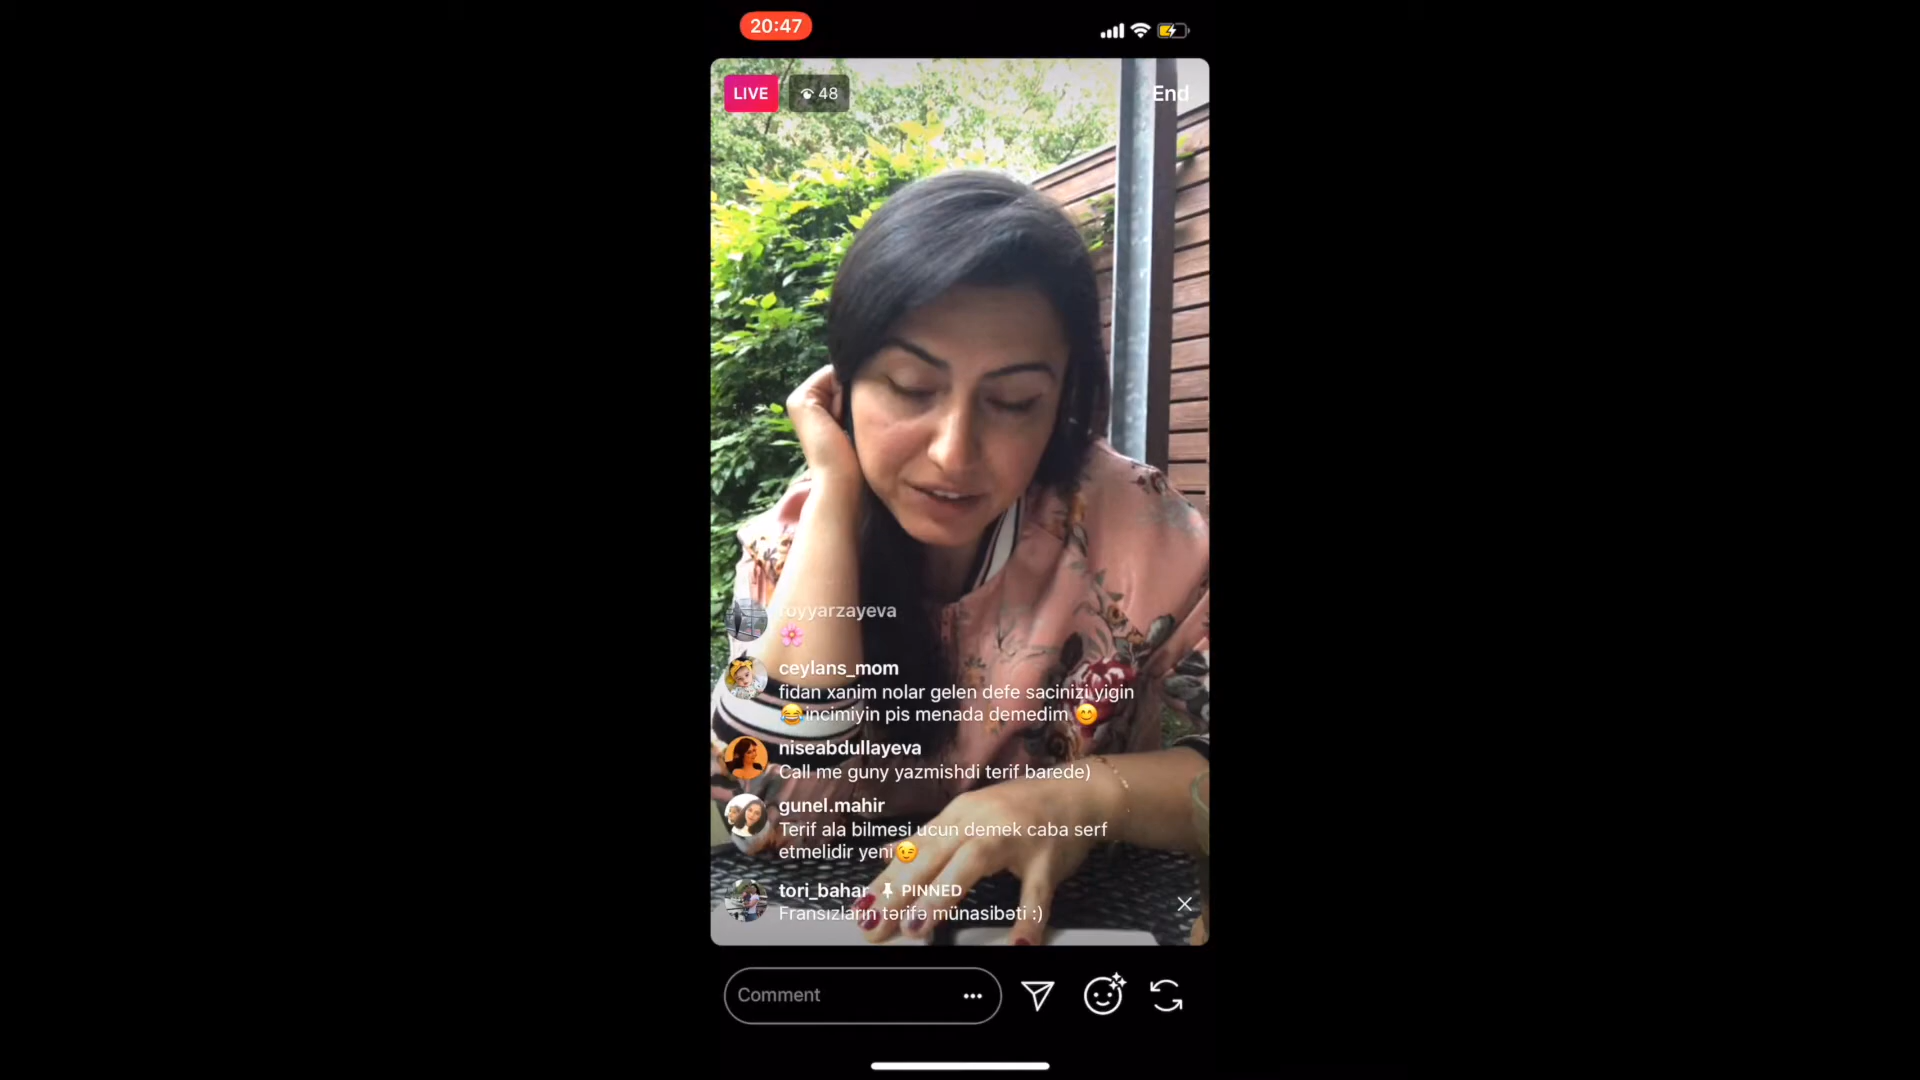 20:47
LIVE
48
End
royyarzayeva
🌸
ceylans_mom
fidan xanim nolar gelen defe sacinizi yigin
😂incimiyin pis menada demedim 😊
niseabdullayeva
Call me guny yazmishdi terif barede)
gunel.mahir
Terif ala bilmesi ucun demek caba serf
etmelidir yeni😉
tori_bahar PINNED
Fransızların tərifə münasibəti :)
Comment